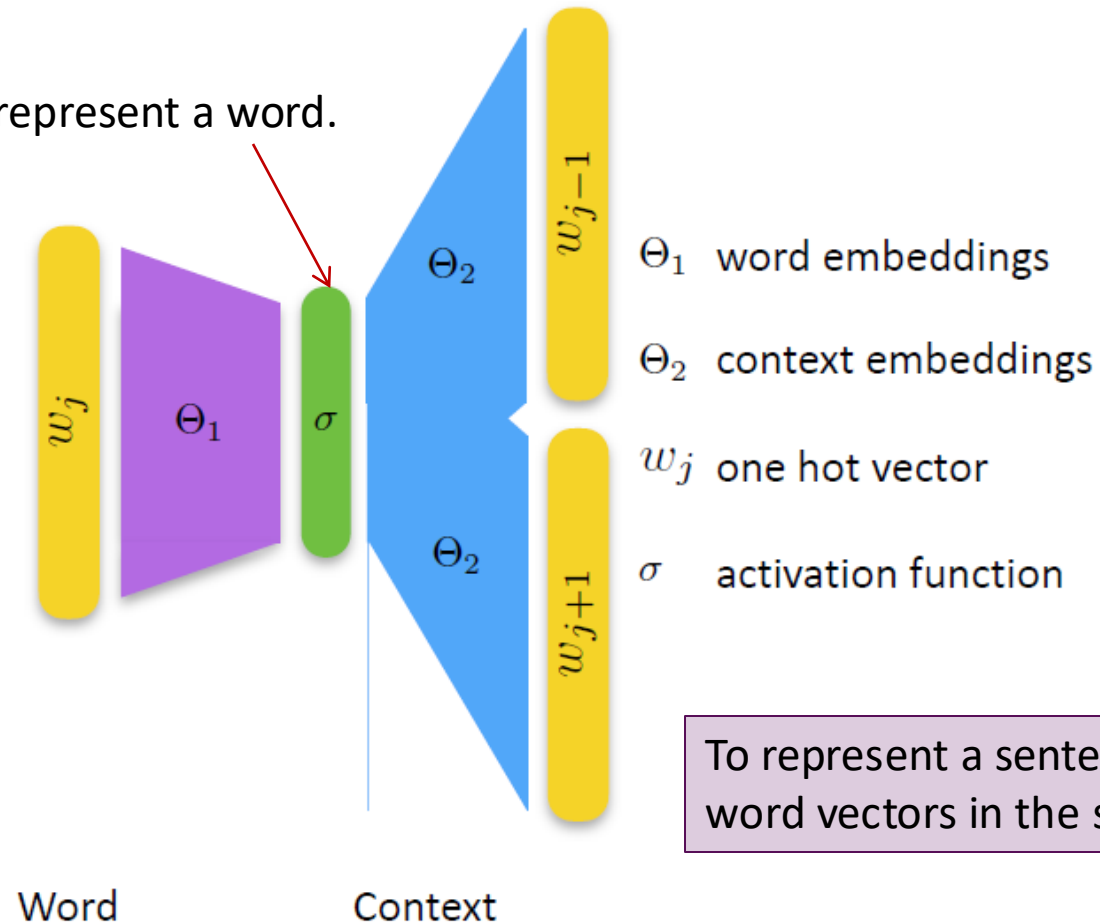 represent a word.
w_j
Θ₁
σ
Θ₂
Θ₂
w_{j-1}
w_{j+1}
Θ₁ word embeddings
Θ₂ context embeddings
w_j one hot vector
σ activation function
To represent a sente
word vectors in the s
Word Context